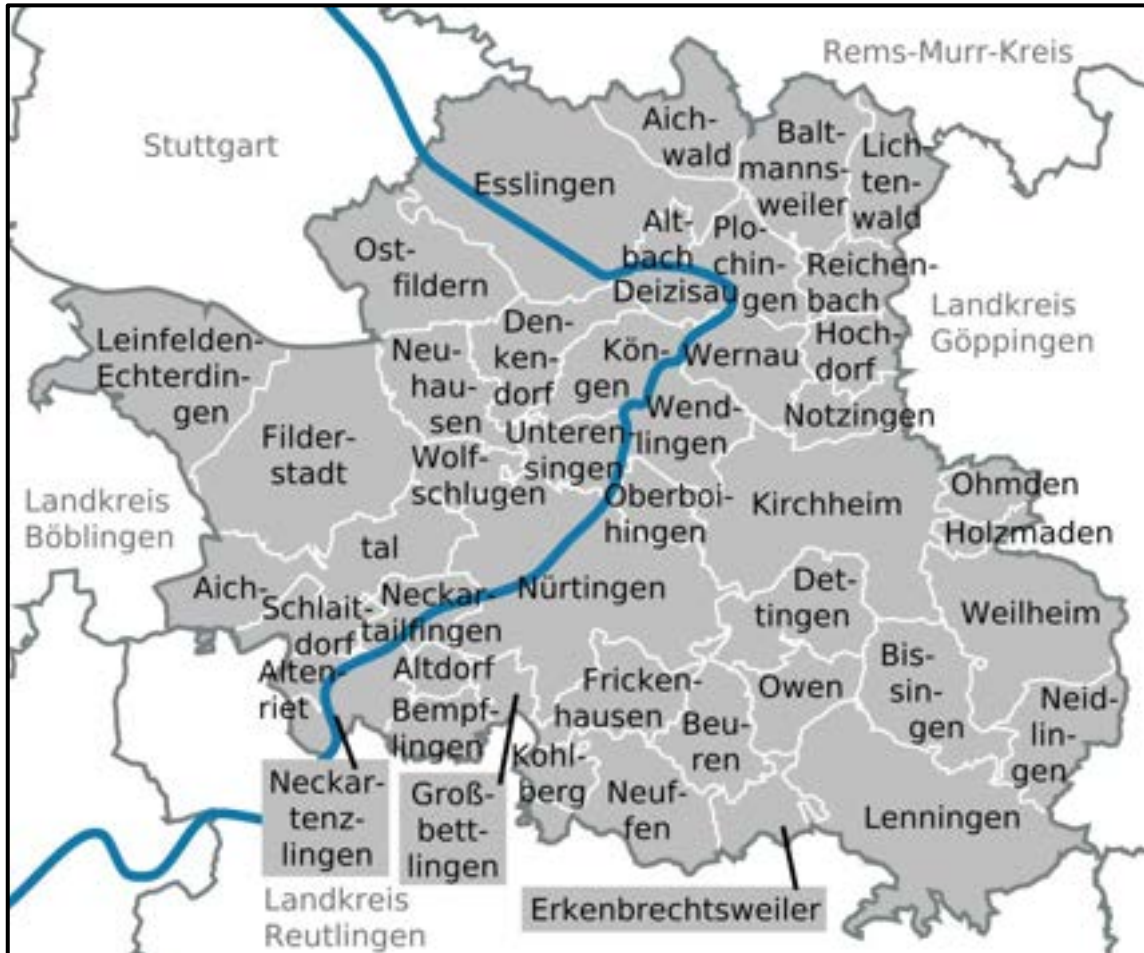 Rems-Murr-Kreis
Stuttgart
Aich-
wald
Balt-
manns-
weiler
Lich-
ten-
wald
Esslingen
Alt-
bach
Plo-
chin-
gen
Ost-
fildern
Deizisau
Reichen-
bach
Landkreis
Göppingen
Leinfelden-
Echterdin-
gen
Neu-
hau-
sen
Den-
ken-
dorf
Kön-
gen
Wernau
Hoch-
dorf
Filder-
stadt
Wolf-
schlugen
Unteren-
singen
Wend-
lingen
Notzingen
Landkreis
Böblingen
Oberboi-
hingen
Kirchheim
Ohmden
Holzmaden
Aich-
tal
Schlait-
dorf
Neckar-
tailfingen
Nürtingen
Det-
tingen
Weilheim
Alten-
riet
Altdorf
Bempf-
lingen
Fricken-
hausen
Beu-
ren
Owen
Bis-
sin-
gen
Neid-
lin-
gen
Neckar-
tenz-
lingen
Groß-
bett-
lingen
Kohl-
berg
Neuf-
fen
Lenningen
Erkenbrechtsweiler
Landkreis
Reutlingen